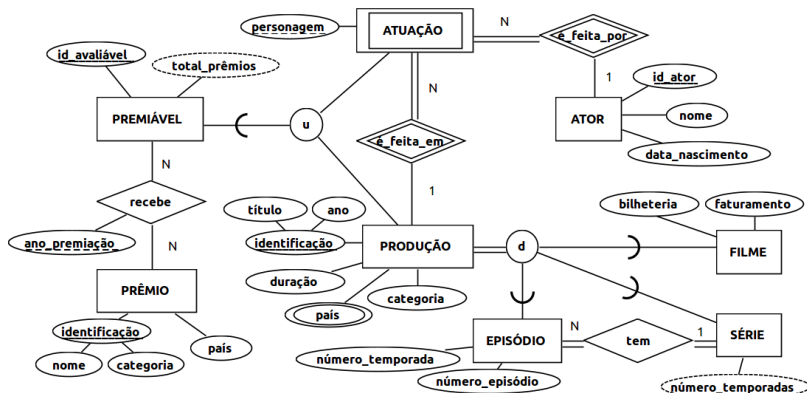 personagem
ATUAÇÃO
N
é_feita_por
id_avaliável
total_prêmios
1
id_ator
PREMIÁVEL
u
N
ATOR
nome
é_feita_em
data_nascimento
N
recebe
título
ano
1
bilheteria
faturamento
ano_premiação
N
identificação
PRODUÇÃO
d
FILME
duração
PRÊMIO
país
categoria
identificação
país
nome
categoria
número_temporada
EPISÓDIO
N
tem
1
SÉRIE
número_episódio
número_temporadas